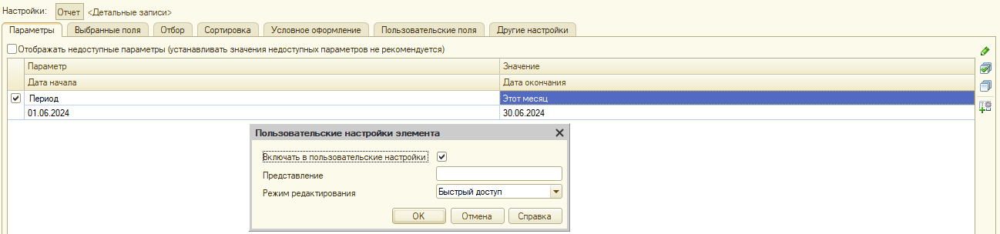 Настройки: Отчет <Детальные записи>
Параметры Выбранные поля Отбор Сортировка Условное оформление Пользовательские поля Другие настройки
Отображать недоступные параметры (устанавливать значения недоступных параметров не рекомендуется)
Параметр Значение
Дата начала Дата окончания
Период Этот месяц
01.06.2024 30.06.2024
Пользовательские настройки элемента
Включать в пользовательские настройки
Представление
Режим редактирования Быстрый доступ
OK Отмена Справка